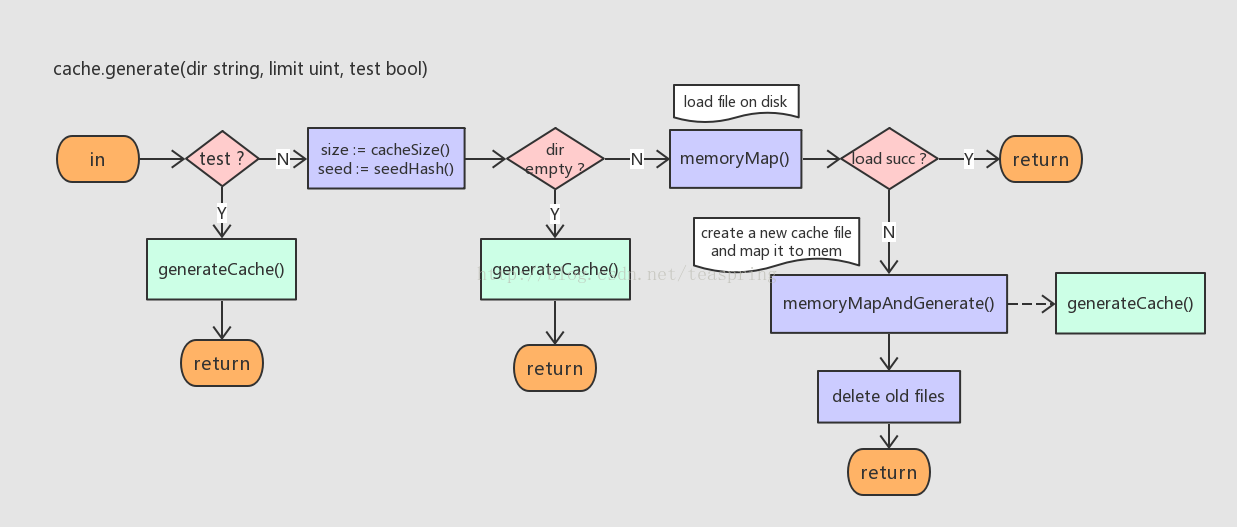 cache.generate(dir string, limit uint, test bool)
load file on disk
in
test ?
N
size := cacheSize()
seed := seedHash()
dir
empty ?
N
memoryMap()
load succ ?
Y
return
Y
Y
create a new cache file
and map it to mem
N
generateCache()
generateCache()
http://blog.csdn.net/teaspring
memoryMapAndGenerate()
generateCache()
return
return
delete old files
return